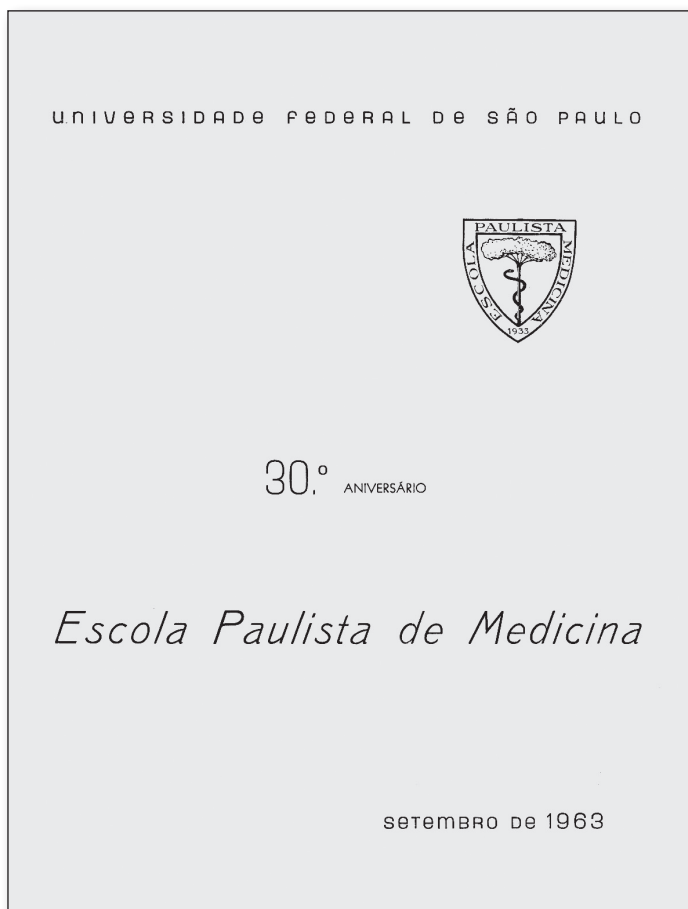 UNIVERSIDADE FEDERAL DE SÃO PAULO
ESCOLA PAULISTA MEDICINA
1933
30.º ANIVERSÁRIO
Escola Paulista de Medicina
SETEMBRO DE 1963